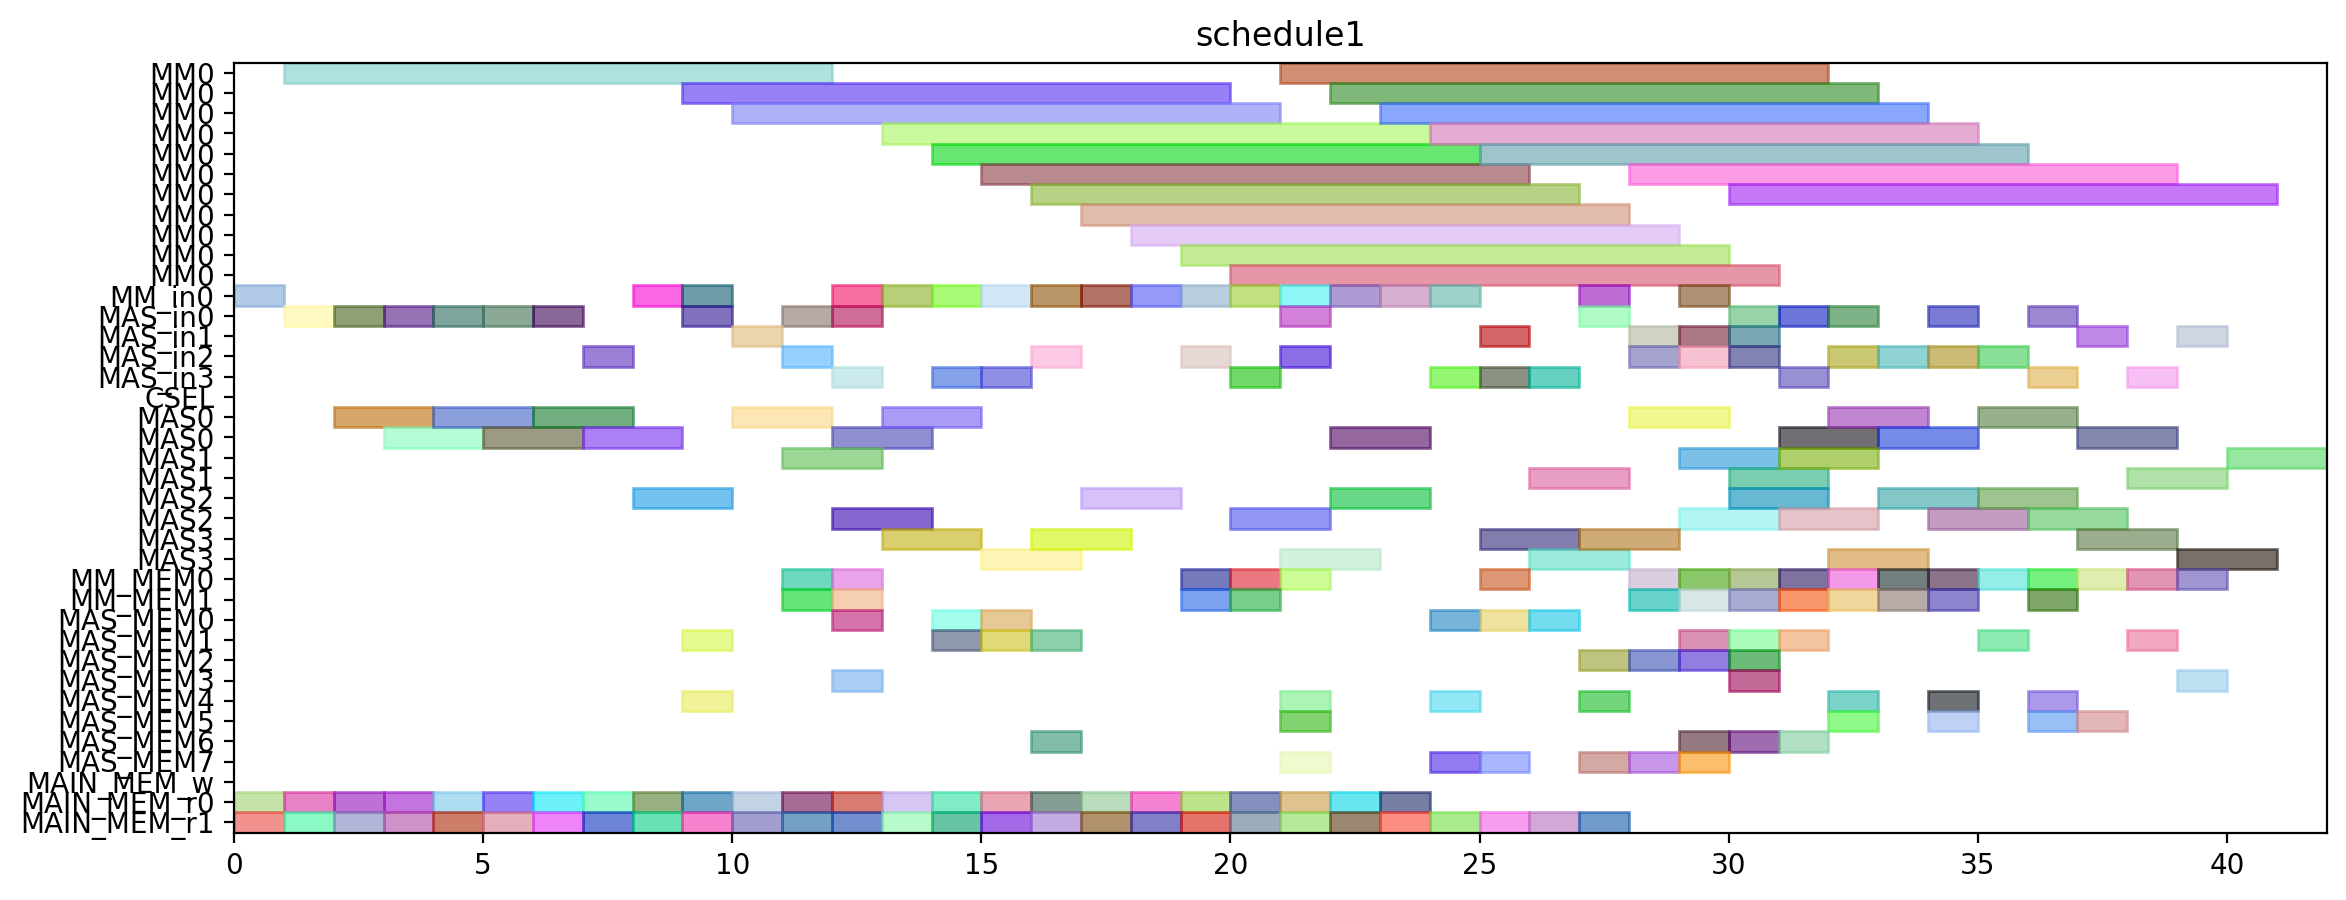 schedule1
MM0
MM0
MM0
MM0
MM0
MM0
MM0
MM0
MM0
MM0
MM0
MM_in0
MAS_in0
MAS_in1
MAS_in2
MAS_in3
CSEL
MAS0
MAS0
MAS1
MAS1
MAS2
MAS2
MAS3
MAS3
MM_MEM0
MM_MEM1
MAS_MEM0
MAS_MEM1
MAS_MEM2
MAS_MEM3
MAS_MEM4
MAS_MEM5
MAS_MEM6
MAS_MEM7
MAIN_MEM_w
MAIN_MEM_r0
MAIN_MEM_r1
0 5 10 15 20 25 30 35 40